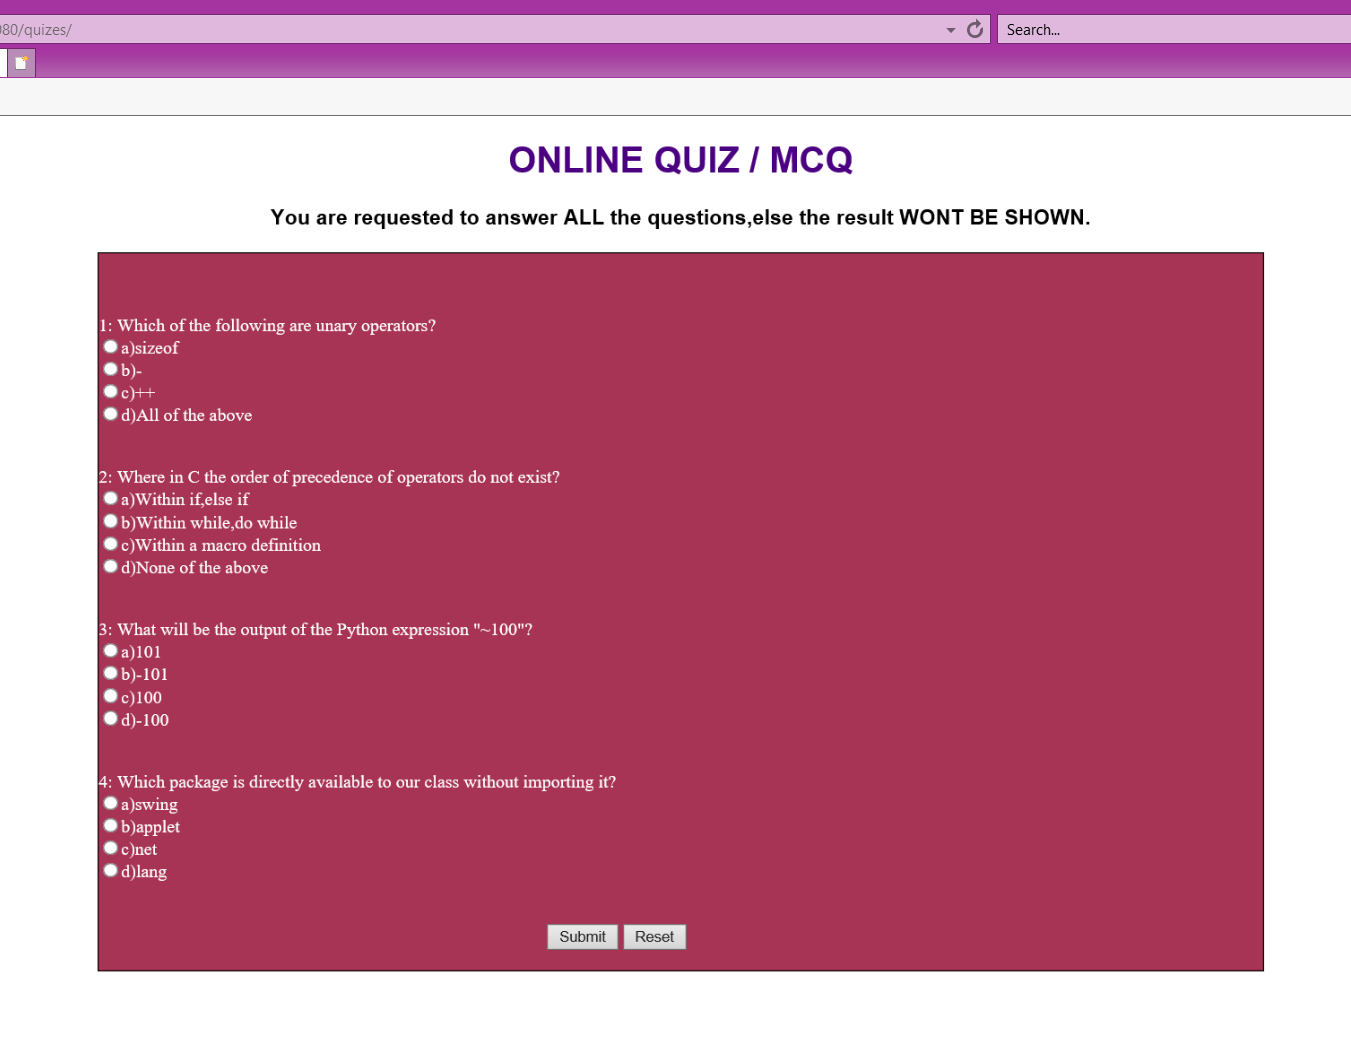 080/quizes/
Search...
ONLINE QUIZ / MCQ
You are requested to answer ALL the questions,else the result WONT BE SHOWN.
1: Which of the following are unary operators?
a)sizeof
b)-
c)++
d)All of the above
2: Where in C the order of precedence of operators do not exist?
a)Within if,else if
b)Within while,do while
c)Within a macro definition
d)None of the above
3: What will be the output of the Python expression "~100"?
a)101
b)-101
c)100
d)-100
4: Which package is directly available to our class without importing it?
a)swing
b)applet
c)net
d)lang
Submit Reset